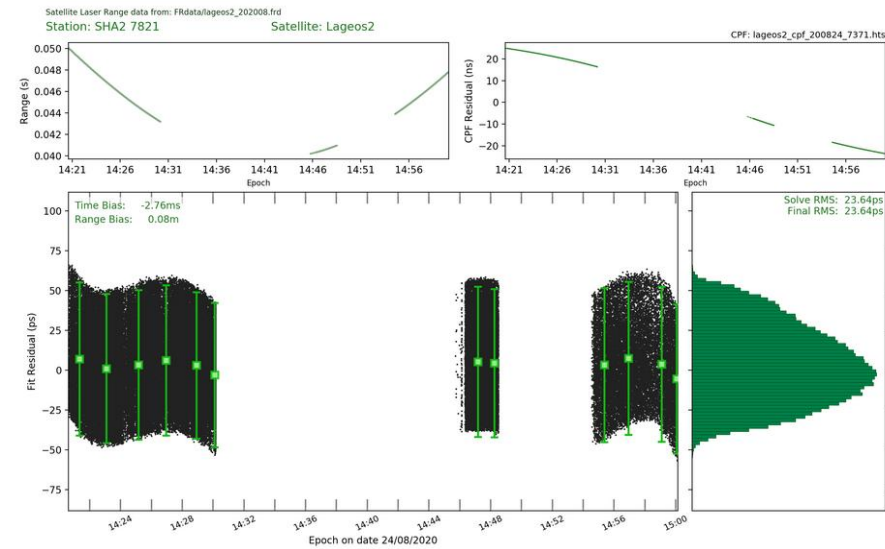 Satellite Laser Range data from: FRdata/lageos2_202008.frd
Station: SHA2 7821 Satellite: Lageos2
CPF: lageos2_cpf_200824_7371.hts
0.050
0.048
0.046
0.044
0.042
0.040
Range (s)
14:21 14:26 14:31 14:36 14:41 14:46 14:51 14:56
Epoch
20
10
0
−10
−20
CPF Residual (ns)
14:21 14:26 14:31 14:36 14:41 14:46 14:51 14:56
Epoch
Time Bias: -2.76ms
Range Bias: 0.08m
100
75
50
25
0
−25
−50
−75
Fit Residual (ps)
14:24 14:28 14:32 14:36 14:40 14:44 14:48 14:52 14:56 15:00
Epoch on date 24/08/2020
Solve RMS: 23.64ps
Final RMS: 23.64ps